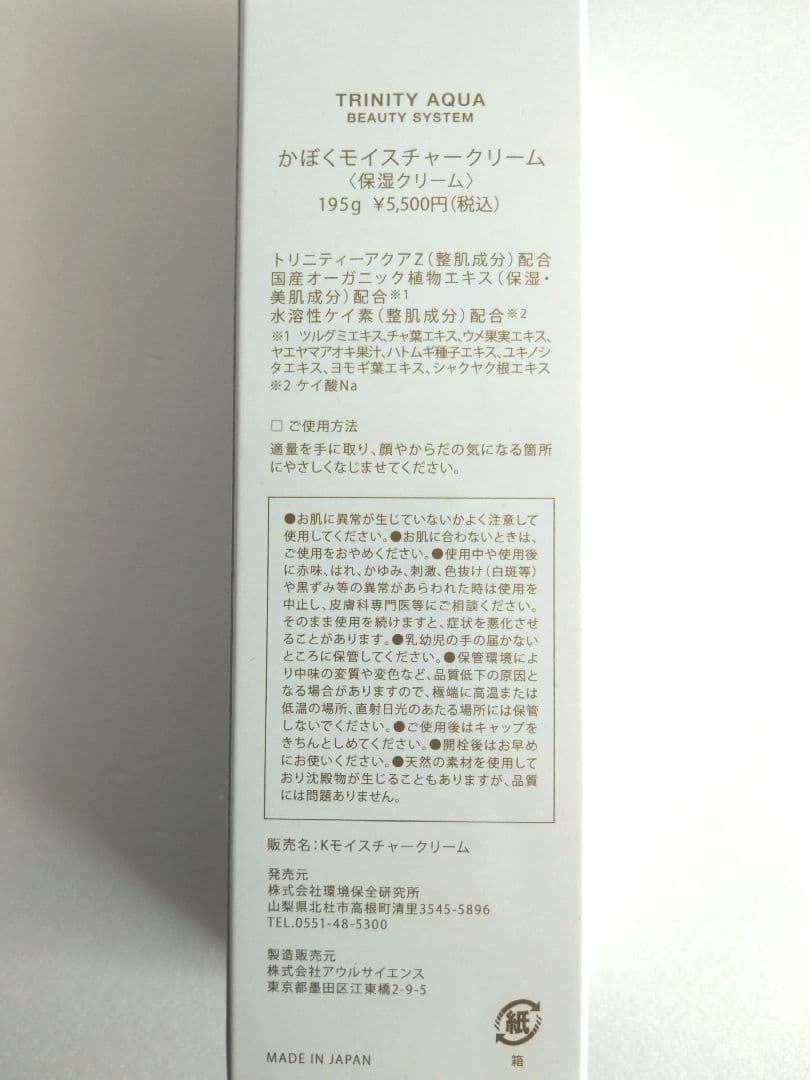 TRINITY AQUA
BEAUTY SYSTEM
かぼくモイスチャークリーム
〈保湿クリーム〉
195g ¥5,500円(税込)
トリニティーアクアZ(整肌成分)配合
国産オーガニック植物エキス(保湿・
美肌成分)配合※1
水溶性ケイ素(整肌成分)配合※2
※1 ツルグミエキス、チャ葉エキス、ウメ果実エキス、
ヤエヤマアオキ果汁、ハトムギ種子エキス、ユキノシ
タエキス、ヨモギ葉エキス、シャクヤク根エキス
※2 ケイ酸Na
□ ご使用方法
適量を手に取り、顔やからだの気になる箇所
にやさしくなじませてください。
●お肌に異常が生じていないかよく注意して
使用してください。●お肌に合わないときは、
ご使用をおやめください。●使用中や使用後
に赤味、はれ、かゆみ、刺激、色抜け(白斑等)
や黒ずみ等の異常があらわれた時は使用を
中止し、皮膚科専門医等にご相談ください。
そのまま使用を続けますと、症状を悪化させ
ることがあります。●乳幼児の手の届かない
ところに保管してください。●保管環境によ
り中味の変質や変色など、品質低下の原因と
なる場合がありますので、極端に高温または
低温の場所、直射日光のあたる場所には保管
しないでください。●ご使用後はキャップを
きちんとしめてください。●開栓後はお早め
にお使いください。●天然の素材を使用して
おり沈殿物が生じることもありますが、品質
には問題ありません。
販売名:Kモイスチャークリーム
発売元
株式会社環境保全研究所
山梨県北杜市高根町清里3545-5896
TEL.0551-48-5300
製造販売元
株式会社アウルサイエンス
東京都墨田区江東橋2-9-5
紙
MADE IN JAPAN 箱